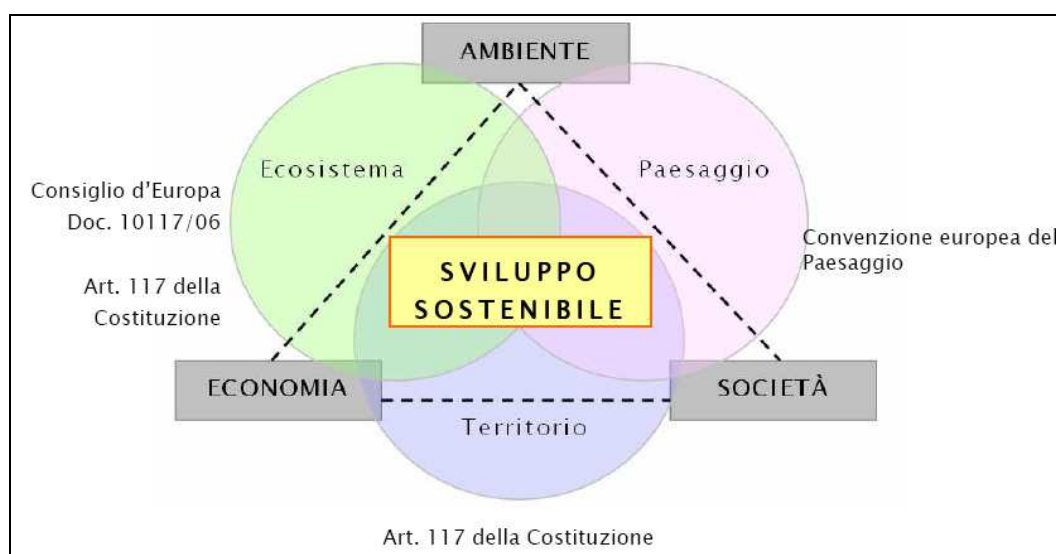 AMBIENTE
Ecosistema
Paesaggio
Consiglio d'Europa
Doc. 10117/06
Convenzione europea del
Paesaggio
SVILUPPO
SOSTENIBILE
Art. 117 della
Costituzione
ECONOMIA
SOCIETÀ
Territorio
Art. 117 della Costituzione